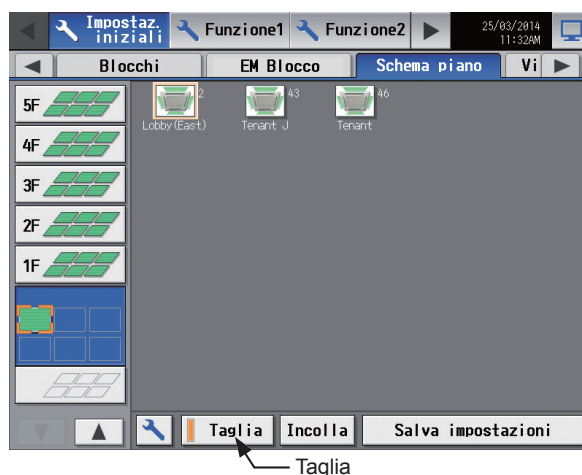 Impostaz. iniziali Funzione1 Funzione2 25/03/2014 11:32AM
Blocchi EM Blocco Schema piano Vi
5F
4F
3F
2F
1F
2 43 46
Lobby(East) Tenant J Tenant
Taglia Incolla Salva impostazioni
Taglia